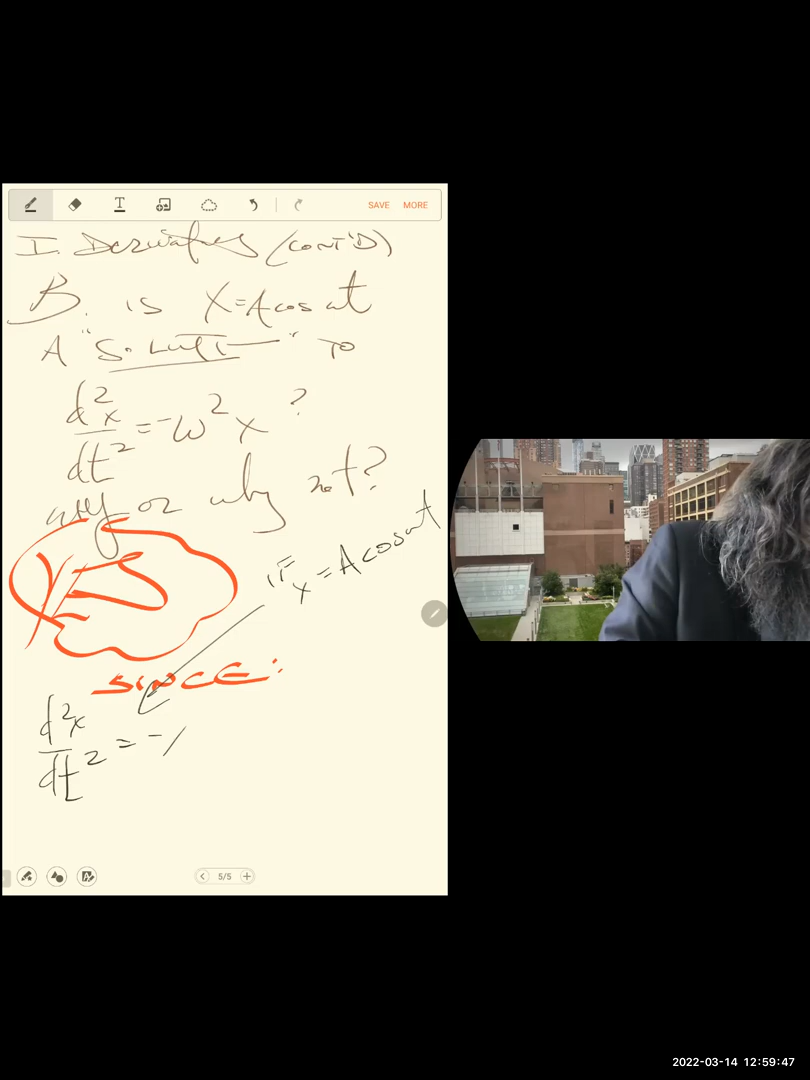 SAVE MORE
I. Derivatives (CONT'D)
B. is X=Acos ωt
A "Solution" TO
d²x/dt² = -ω²x ?
why or why not?
YES
IF x = A cos ωt
SINCE:
d²x/dt² = -
5/5
2022-03-14 12:59:47